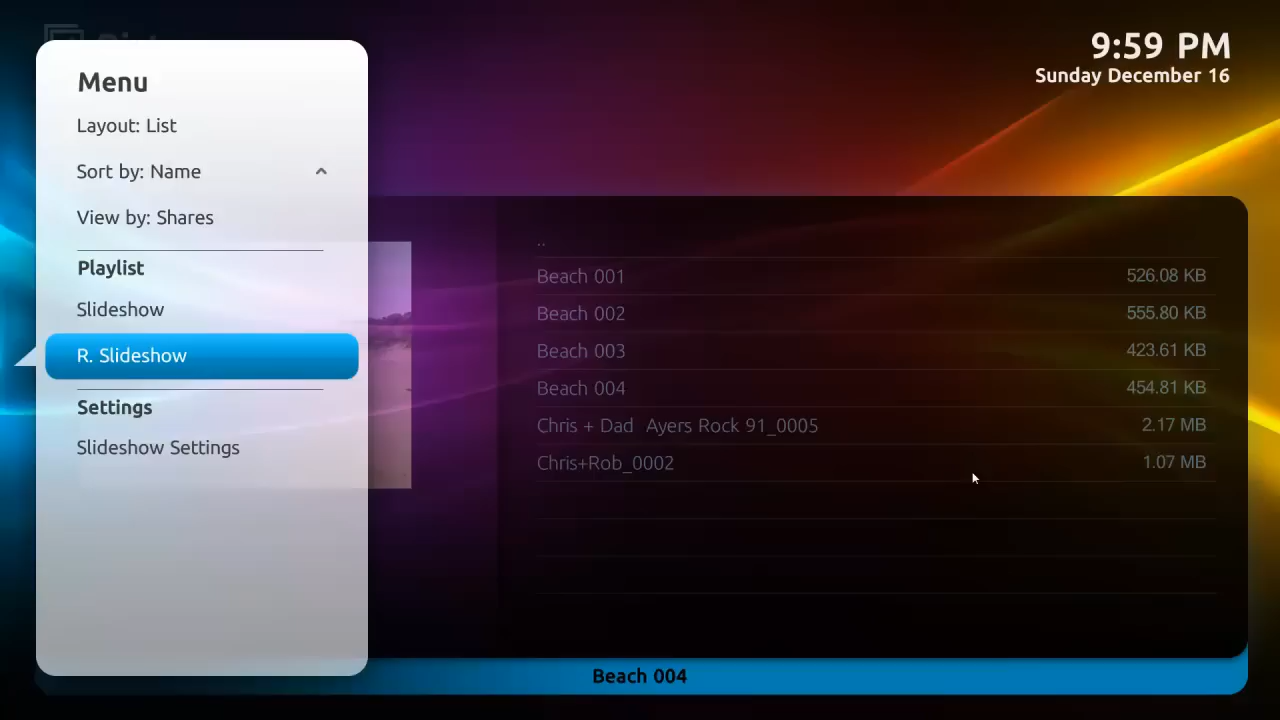 9:59 PM
Sunday December 16
Menu
Layout: List
Sort by: Name
View by: Shares
Playlist
Slideshow
R. Slideshow
Settings
Slideshow Settings
..
Beach 001 526.08 KB
Beach 002 555.80 KB
Beach 003 423.61 KB
Beach 004 454.81 KB
Chris + Dad  Ayers Rock 91_0005 2.17 MB
Chris+Rob_0002 1.07 MB
Beach 004